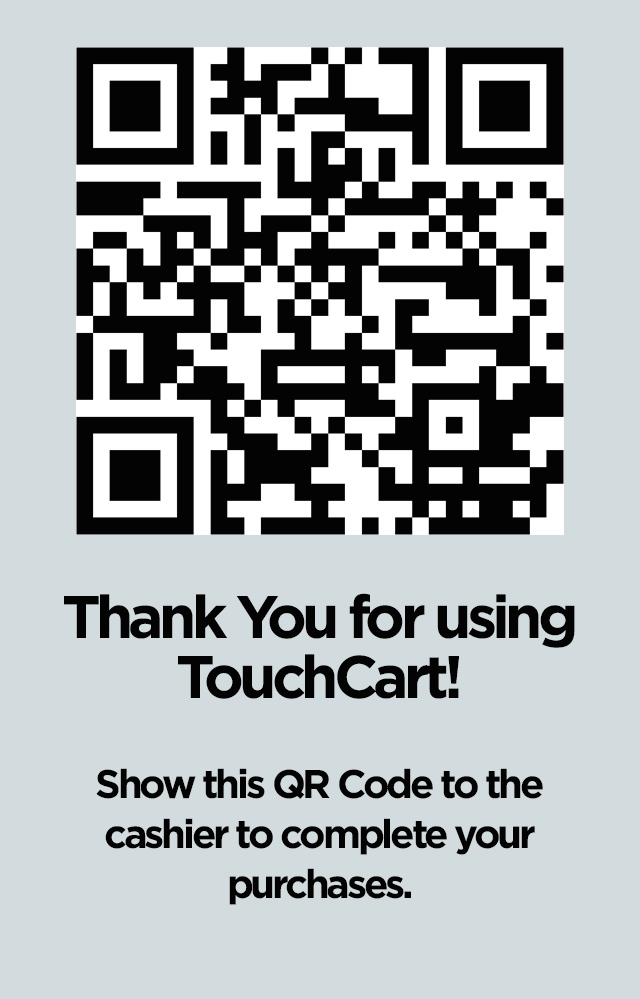 Thank You for using
TouchCart!
Show this QR Code to the
cashier to complete your
purchases.